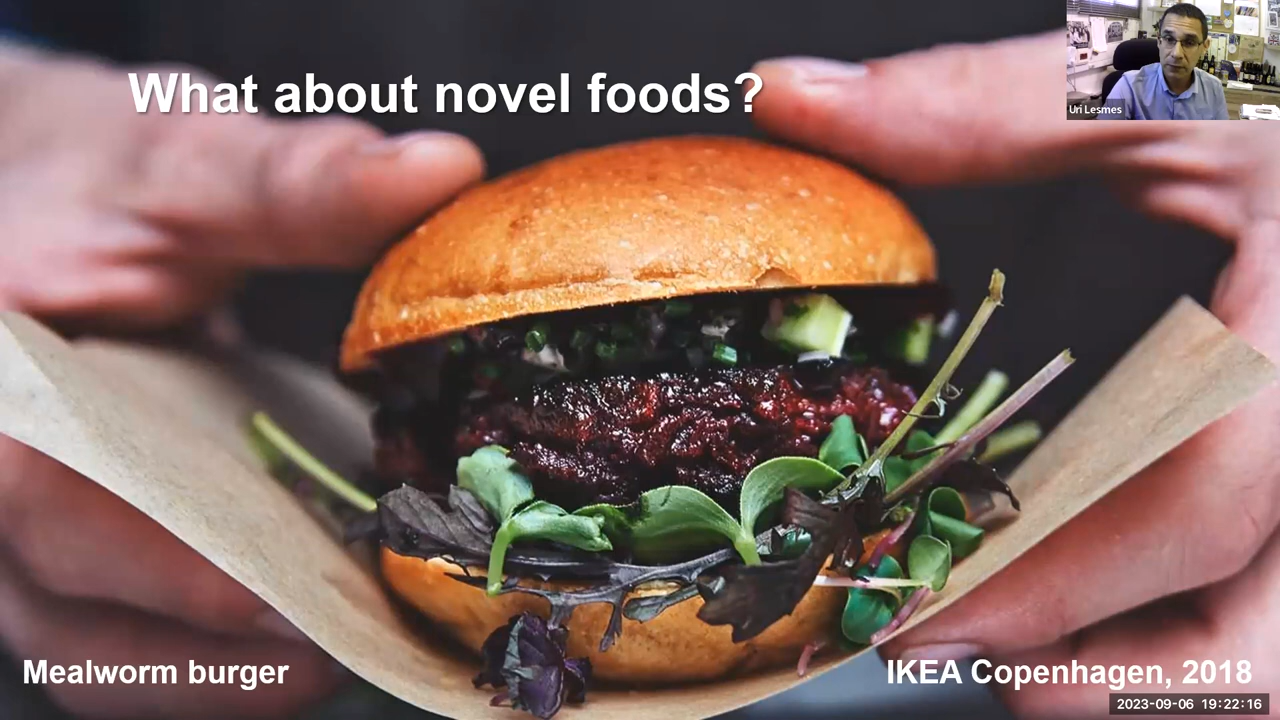 What about novel foods?
Uri Lesmes
Mealworm burger
IKEA Copenhagen, 2018
2023-09-06 19:22:16